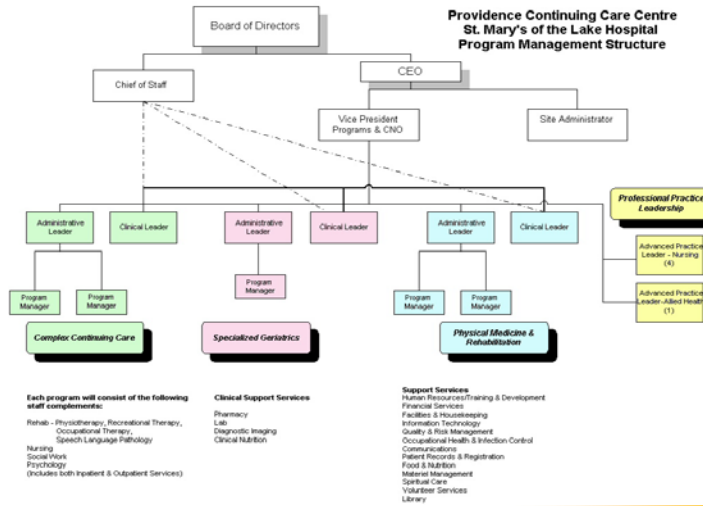 Providence Continuing Care Centre
St. Mary's of the Lake Hospital
Program Management Structure
Board of Directors
Chief of Staff
CEO
Vice President
Programs & CNO
Site Administrator
Professional Practice
Leadership
Administrative
Leader
Clinical Leader
Administrative
Leader
Clinical Leader
Administrative
Leader
Clinical Leader
Advanced Practice
Leader - Nursing
(4)
Advanced Practice
Leader-Allied Health
(1)
Program
Manager
Program
Manager
Program
Manager
Program
Manager
Program
Manager
Complex Continuing Care
Specialized Geriatrics
Physical Medicine &
Rehabilitation
Each program will consist of the following
staff complements:
Rehab - Physiotherapy, Recreational Therapy,
Occupational Therapy,
Speech Language Pathology
Nursing
Social Work
Psychology
(Includes both Inpatient & Outpatient Services)
Clinical Support Services
Pharmacy
Lab
Diagnostic Imaging
Clinical Nutrition
Support Services
Human Resources/Training & Development
Financial Services
Facilities & Housekeeping
Information Technology
Quality & Risk Management
Occupational Health & Infection Control
Communications
Patient Records & Registration
Food & Nutrition
Materiel Management
Spiritual Care
Volunteer Services
Library